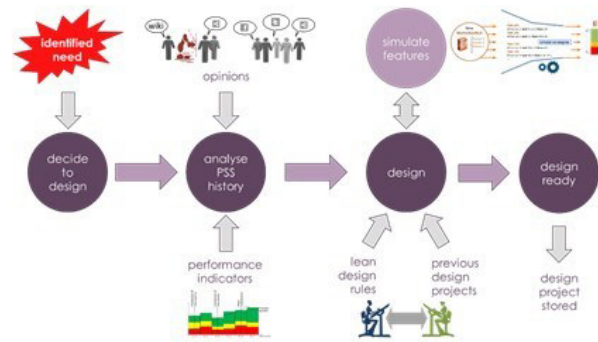 identified
need
wiki
opinions
simulate
features
decide
to
design
analyse
PSS
history
design
design
ready
performance
indicators
lean
design
rules
previous
design
projects
design
project
stored